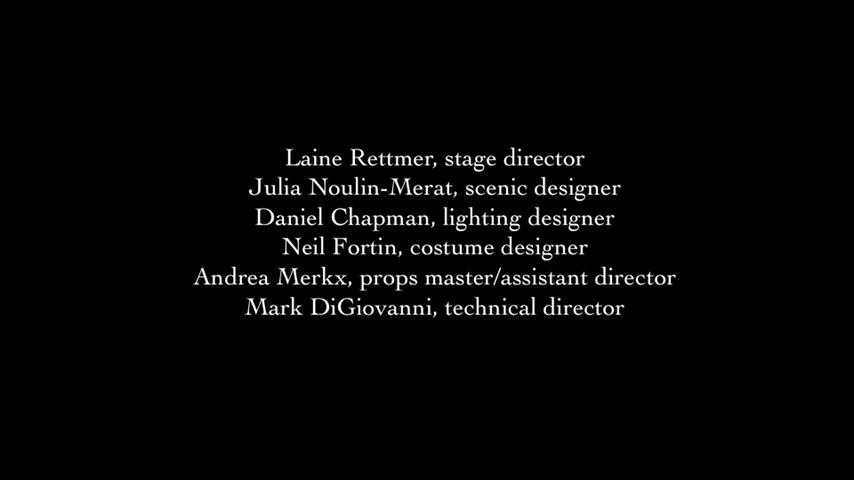 Laine Rettmer, stage director
Julia Noulin-Merat, scenic designer
Daniel Chapman, lighting designer
Neil Fortin, costume designer
Andrea Merkx, props master/assistant director
Mark DiGiovanni, technical director